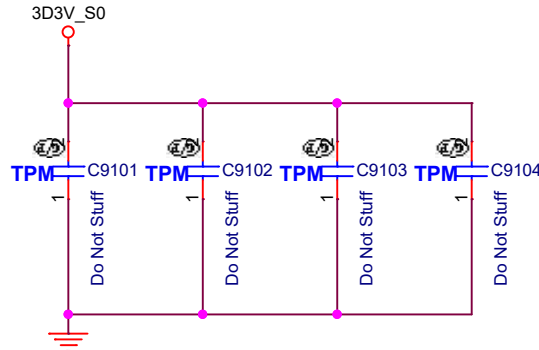 3D3V_S0
TPM
C9101
1
Do Not Stuff
TPM
C9102
1
Do Not Stuff
TPM
C9103
1
Do Not Stuff
TPM
C9104
1
Do Not Stuff